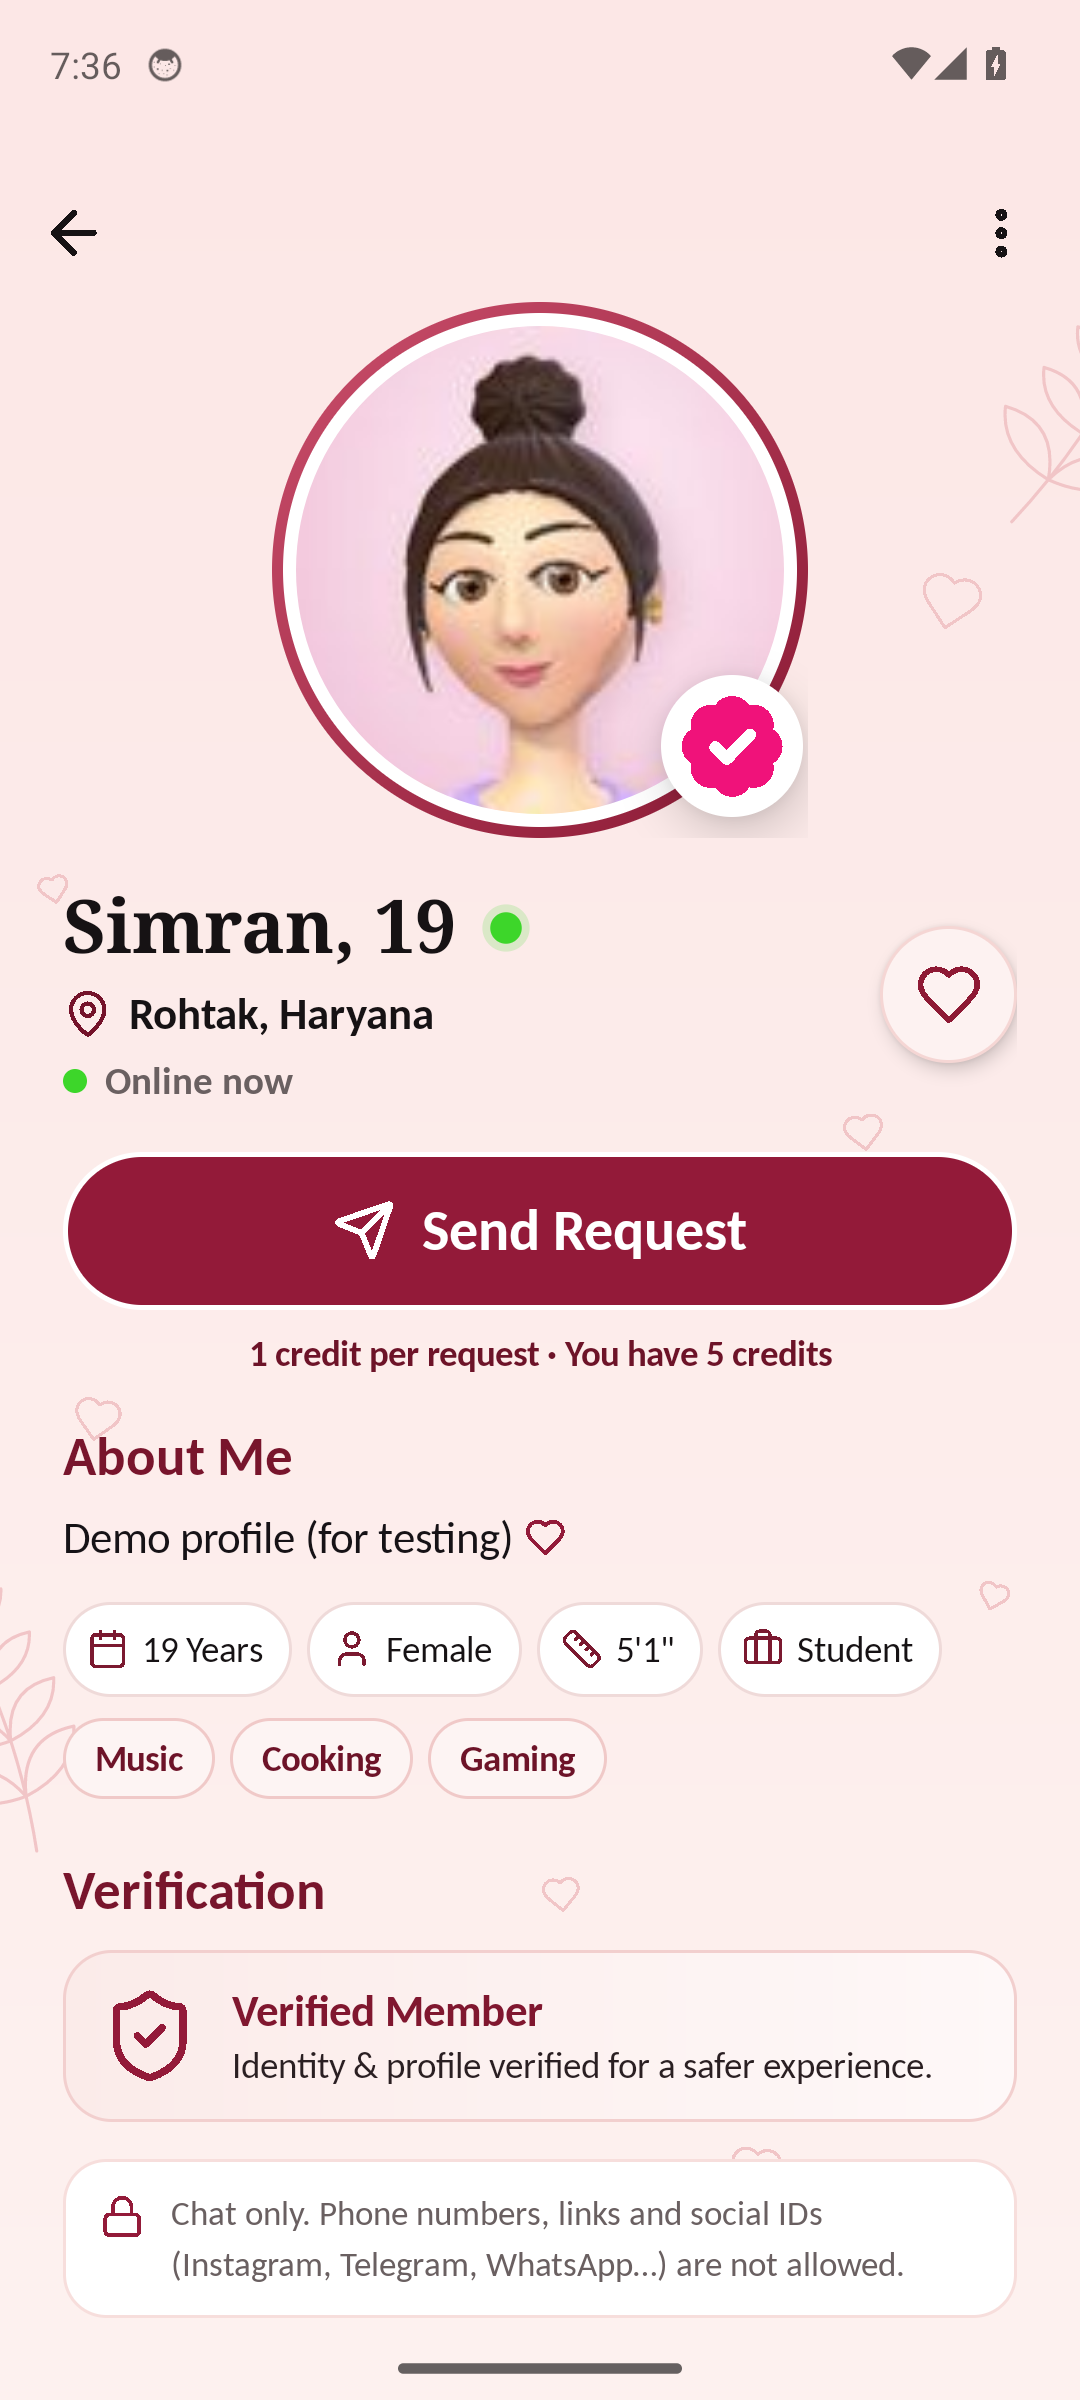 7:36
Simran, 19
Rohtak, Haryana
Online now
Send Request
1 credit per request · You have 5 credits
About Me
Demo profile (for testing)
19 Years
Female
5'1"
Student
Music
Cooking
Gaming
Verification
Verified Member
Identity & profile verified for a safer experience.
Chat only. Phone numbers, links and social IDs
(Instagram, Telegram, WhatsApp...) are not allowed.